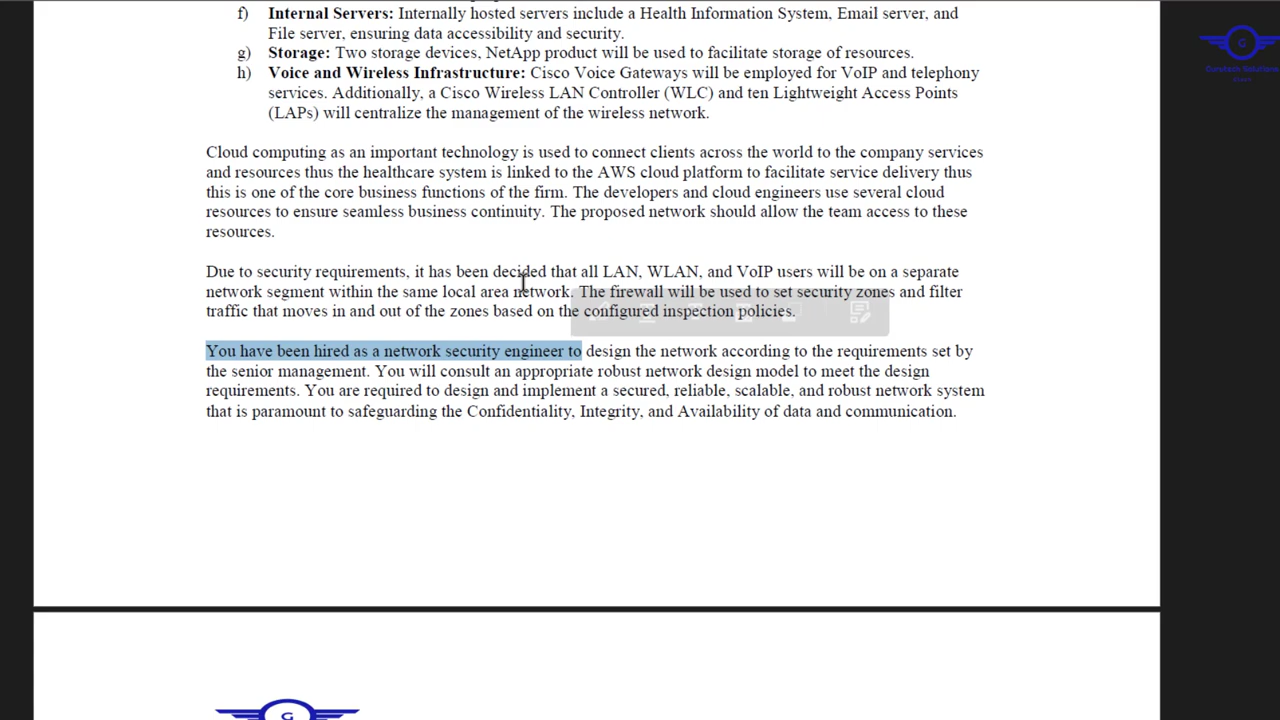 f) Internal Servers: Internally hosted servers include a Health Information System, Email server, and
File server, ensuring data accessibility and security.
g) Storage: Two storage devices, NetApp product will be used to facilitate storage of resources.
h) Voice and Wireless Infrastructure: Cisco Voice Gateways will be employed for VoIP and telephony
services. Additionally, a Cisco Wireless LAN Controller (WLC) and ten Lightweight Access Points
(LAPs) will centralize the management of the wireless network.
Cloud computing as an important technology is used to connect clients across the world to the company services
and resources thus the healthcare system is linked to the AWS cloud platform to facilitate service delivery thus
this is one of the core business functions of the firm. The developers and cloud engineers use several cloud
resources to ensure seamless business continuity. The proposed network should allow the team access to these
resources.
Due to security requirements, it has been decided that all LAN, WLAN, and VoIP users will be on a separate
network segment within the same local area network. The firewall will be used to set security zones and filter
traffic that moves in and out of the zones based on the configured inspection policies.
You have been hired as a network security engineer to design the network according to the requirements set by
the senior management. You will consult an appropriate robust network design model to meet the design
requirements. You are required to design and implement a secured, reliable, scalable, and robust network system
that is paramount to safeguarding the Confidentiality, Integrity, and Availability of data and communication.
G
G